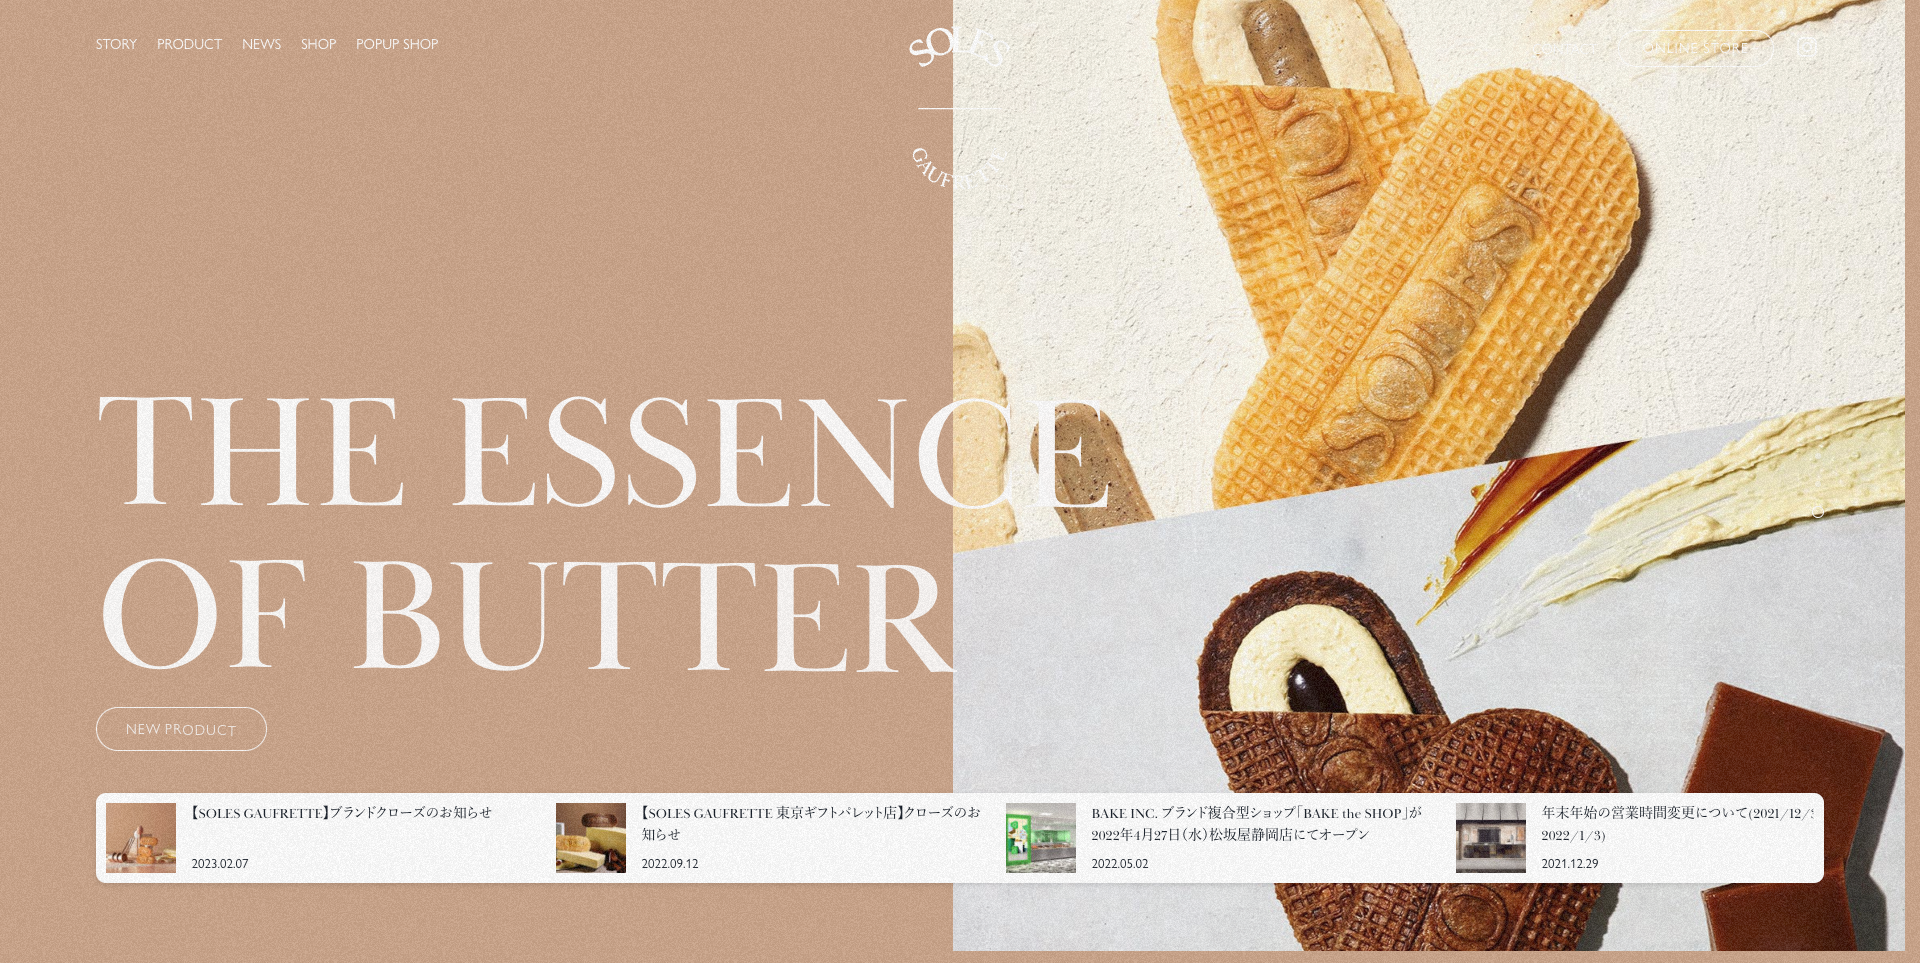 STORY PRODUCT NEWS SHOP POPUP SHOP
SOLES
ONLINE STORE
SOLES
THE ESSENCE
OF BUTTER
NEW PRODUCT
【SOLES GAUFRETTE】ブランドクローズのお知らせ
2023.02.07
【SOLES GAUFRETTE 東京ギフトパレット店】クローズのお
知らせ
2022.09.12
BAKE INC. ブランド複合型ショップ「BAKE the SHOP」が
2022年4月27日（水）松坂屋静岡店にてオープン
2022.05.02
年末年始の営業時間変更について(2021/12/
2022/1/3)
2021.12.29